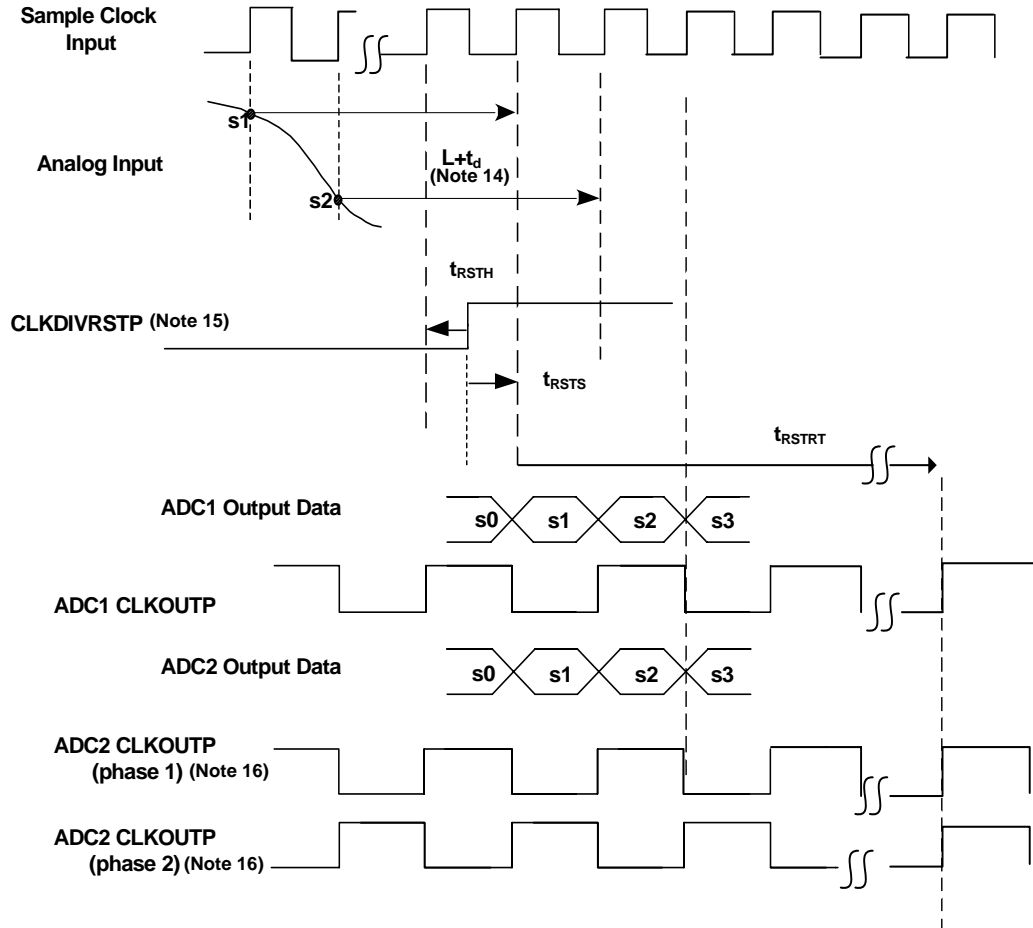 Sample Clock
Input
s1
Analog Input
L+td
(Note 14)
s2
tRSTH
CLKDIVRSTP (Note 15)
tRSTS
tRSTRT
ADC1 Output Data
s0 s1 s2 s3
ADC1 CLKOUTP
ADC2 Output Data
s0 s1 s2 s3
ADC2 CLKOUTP
(phase 1) (Note 16)
ADC2 CLKOUTP
(phase 2) (Note 16)